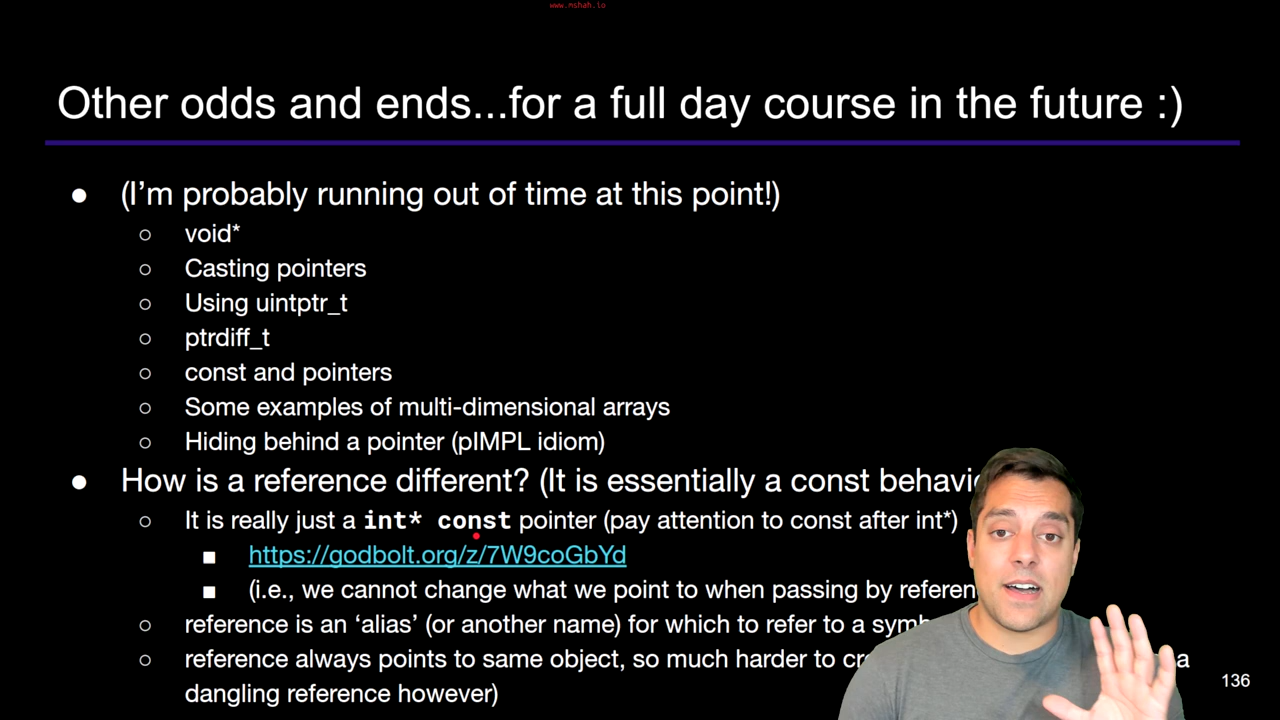 www.mshah.io
Other odds and ends...for a full day course in the future :)
● (I'm probably running out of time at this point!)
○ void*
○ Casting pointers
○ Using uintptr_t
○ ptrdiff_t
○ const and pointers
○ Some examples of multi-dimensional arrays
○ Hiding behind a pointer (pIMPL idiom)
● How is a reference different? (It is essentially a const
○ It is really just a int* const pointer (pay attention to const after int*)
■ https://godbolt.org/z/7W9coGbYd
■ (i.e., we cannot change what we point to when passing by
○ reference is an 'alias' (or another name) for which to refer to a
○ reference always points to same object, so much harder to a
dangling reference however)
136